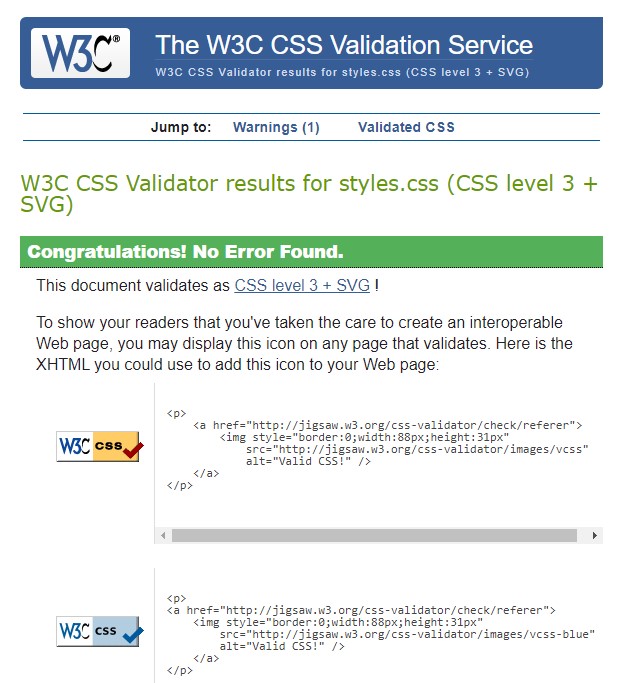 W3C®
The W3C CSS Validation Service
W3C CSS Validator results for styles.css (CSS level 3 + SVG)
Jump to: Warnings (1) Validated CSS
W3C CSS Validator results for styles.css (CSS level 3 +
SVG)
Congratulations! No Error Found.
This document validates as CSS level 3 + SVG !
To show your readers that you've taken the care to create an interoperable
Web page, you may display this icon on any page that validates. Here is the
XHTML you could use to add this icon to your Web page:
W3C css
<p>
<a href="http://jigsaw.w3.org/css-validator/check/referer">
<img style="border:0;width:88px;height:31px"
src="http://jigsaw.w3.org/css-validator/images/vcss"
alt="Valid CSS!" />
</a>
</p>
W3C css
<p>
<a href="http://jigsaw.w3.org/css-validator/check/referer">
<img style="border:0;width:88px;height:31px"
src="http://jigsaw.w3.org/css-validator/images/vcss-blue"
alt="Valid CSS!" />
</a>
</p>